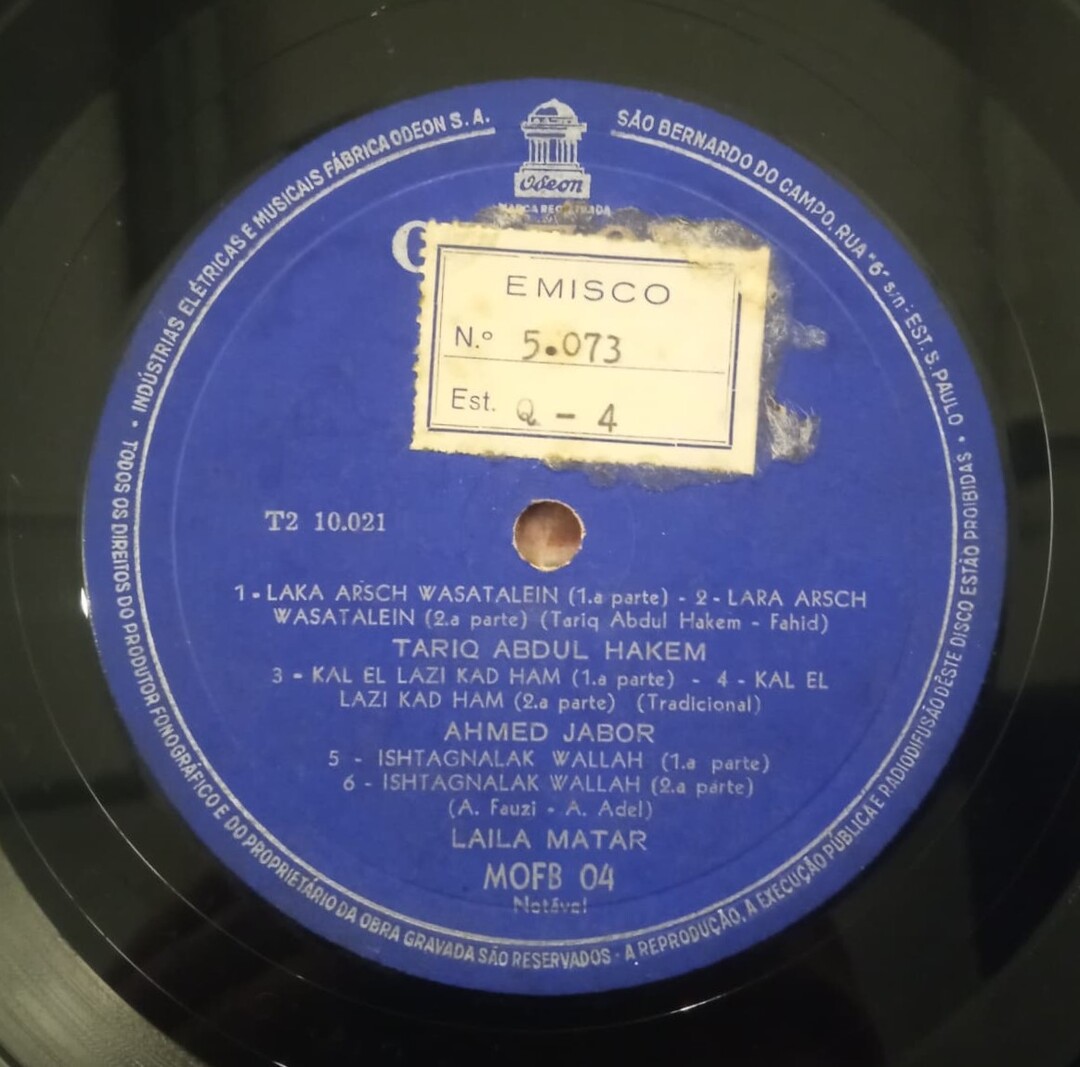 INDÚSTRIAS ELÉTRICAS E MUSICAIS FÁBRICA ODEON S. A.
SÃO BERNARDO DO CAMPO, RUA "6" s/n - EST. S. PAULO
Odeon
MARCA REGISTRADA
EMISCO
N.º 5.073
Est. Q - 4
T2 10.021
1 - LAKA ARSCH WASATALEIN (1.a parte) - 2 - LARA ARSCH
WASATALEIN (2.a parte) (Tariq Abdul Hakem - Fahid)
TARIQ ABDUL HAKEM
3 - KAL EL LAZI KAD HAM (1.a parte) - 4 - KAL EL
LAZI KAD HAM (2.a parte) (Tradicional)
AHMED JABOR
5 - ISHTAGNALAK WALLAH (1.a parte)
6 - ISHTAGNALAK WALLAH (2.a parte)
(A. Fauzi - A. Adel)
LAILA MATAR
MOFB 04
Notável
TODOS OS DIREITOS DO PRODUTOR FONOGRÁFICO E DO PROPRIETÁRIO DA OBRA GRAVADA SÃO RESERVADOS · A REPRODUÇÃO, A EXECUÇÃO PÚBLICA E RADIODIFUSÃO DÊSTE DISCO ESTÃO PROIBIDAS